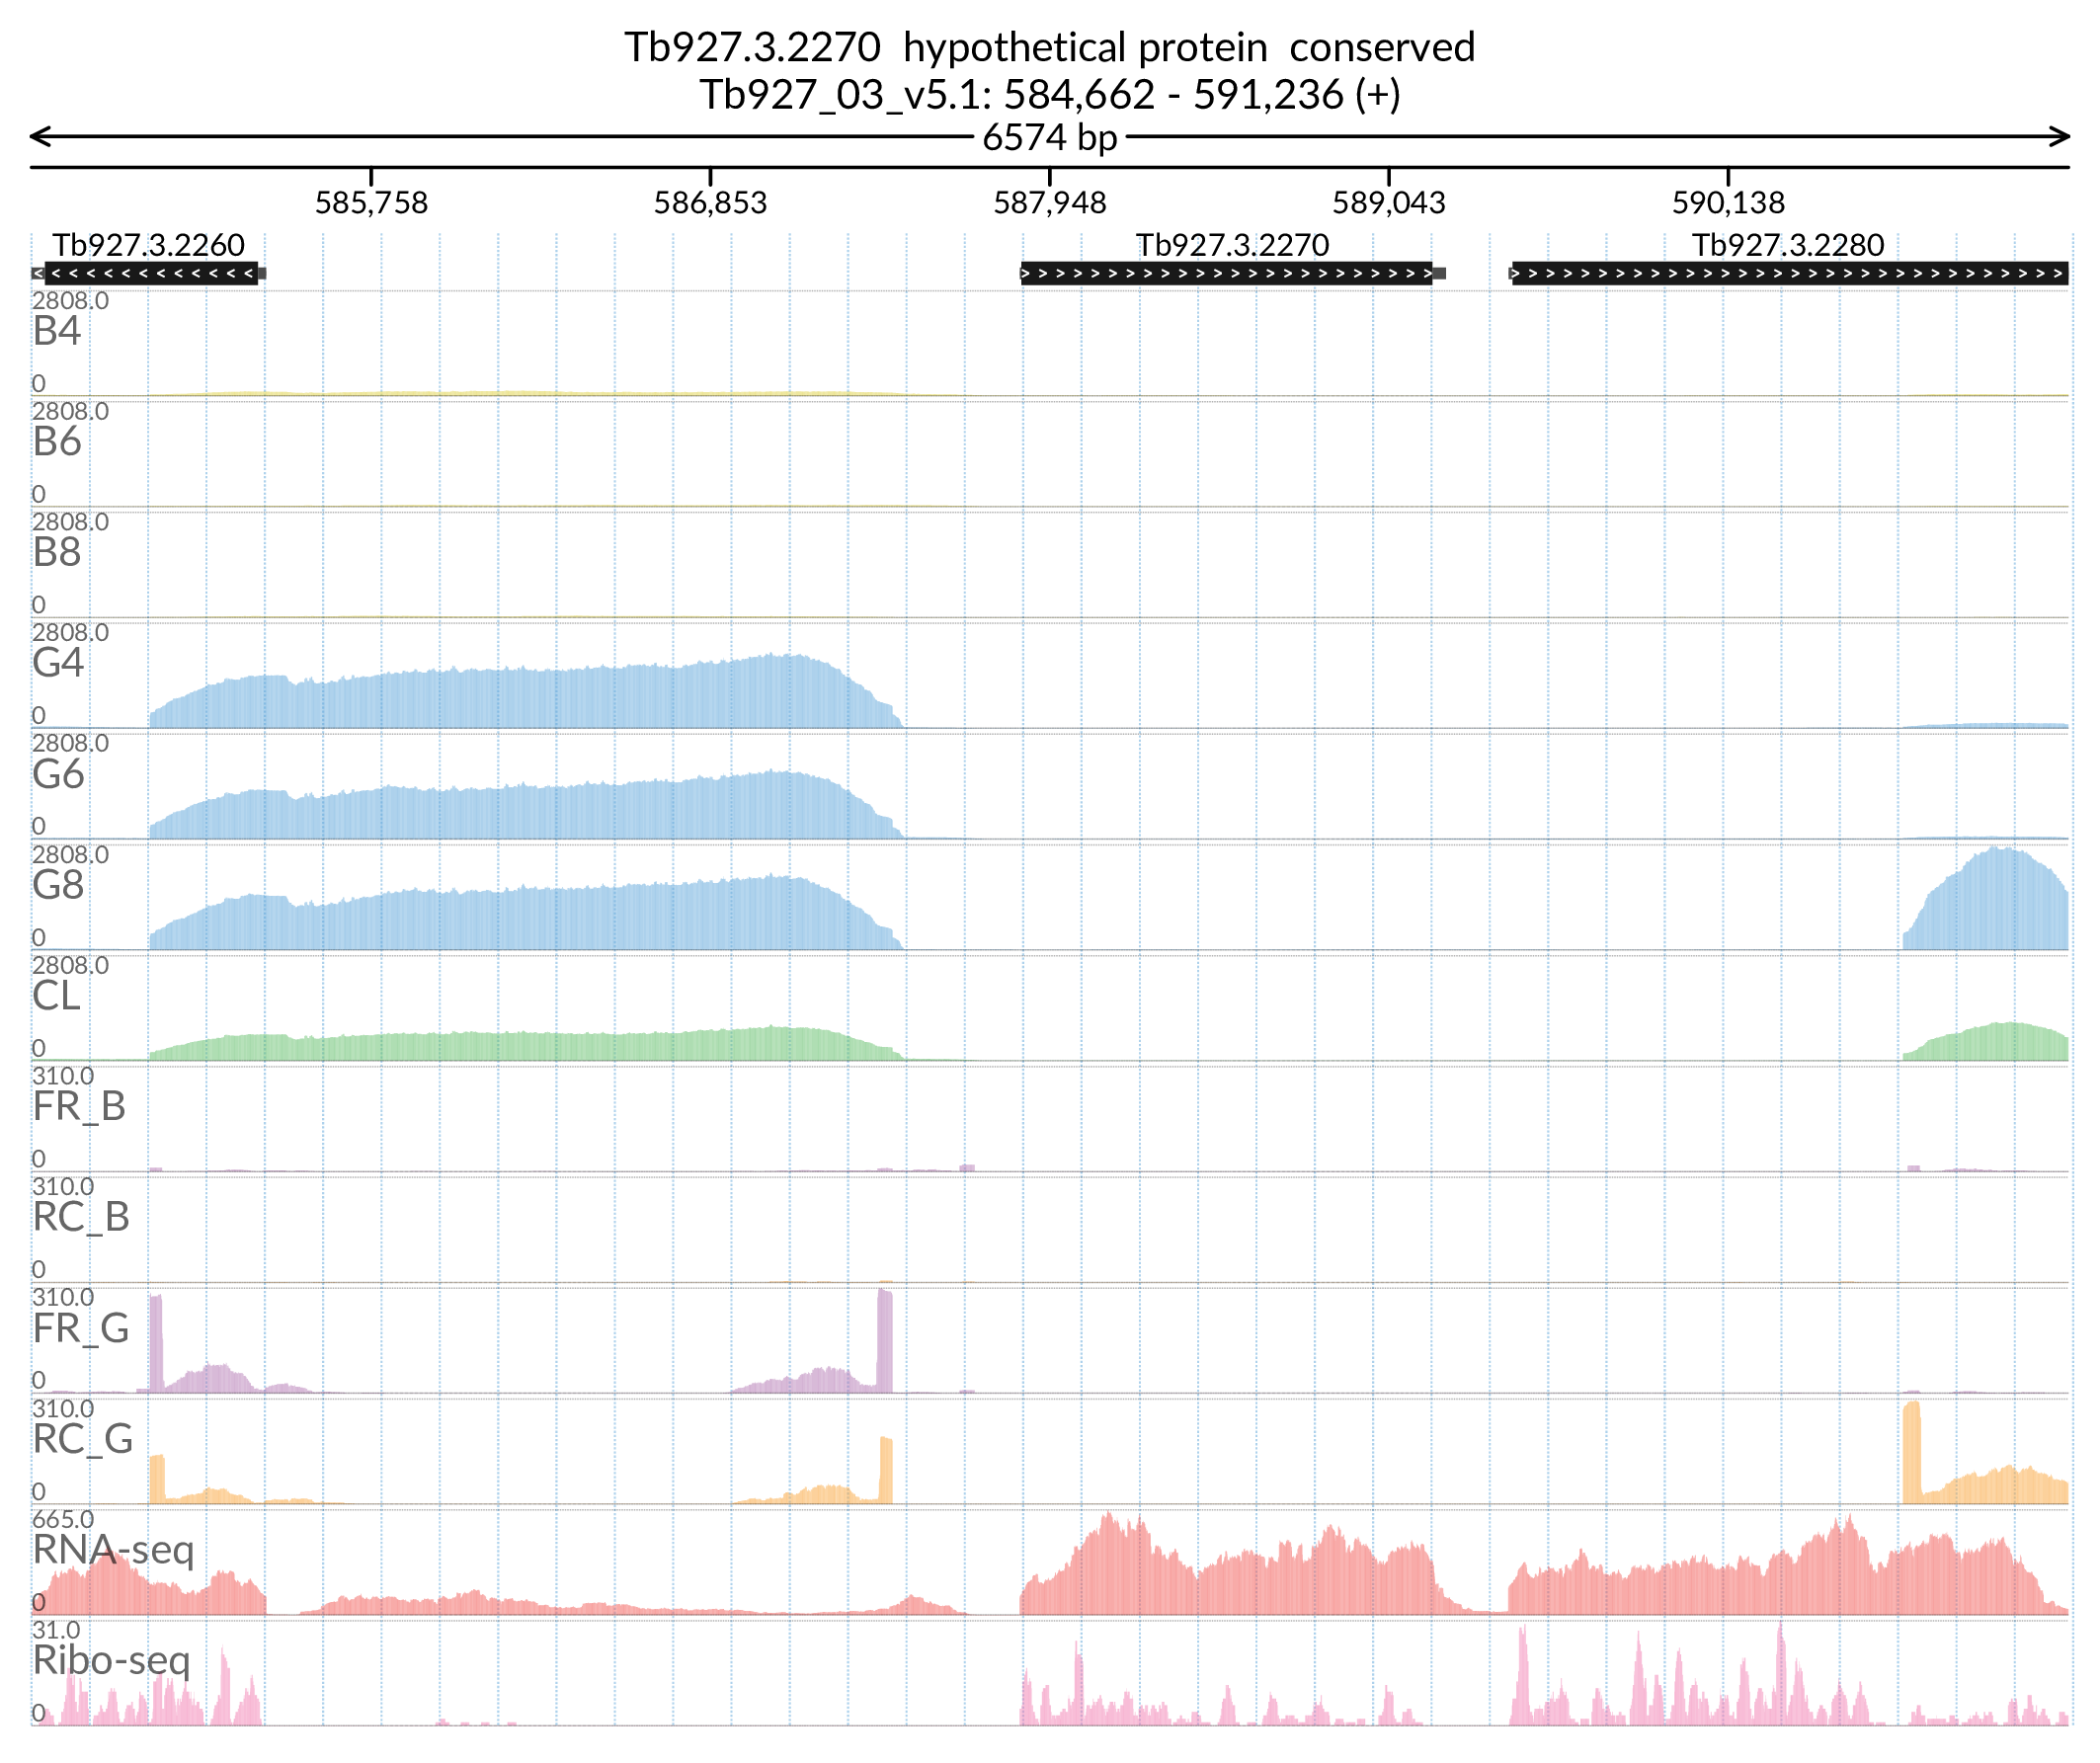 Tb927.3.2270  hypothetical protein  conserved
Tb927_03_v5.1: 584,662 - 591,236 (+)
6574 bp
585,758 586,853 587,948 589,043 590,138
Tb927.3.2260 Tb927.3.2270 Tb927.3.2280
2808.0
B4
0
2808.0
B6
0
2808.0
B8
0
2808.0
G4
0
2808.0
G6
0
2808.0
G8
0
2808.0
CL
0
310.0
FR_B
0
310.0
RC_B
0
310.0
FR_G
0
310.0
RC_G
0
665.0
RNA-seq
0
31.0
Ribo-seq
0